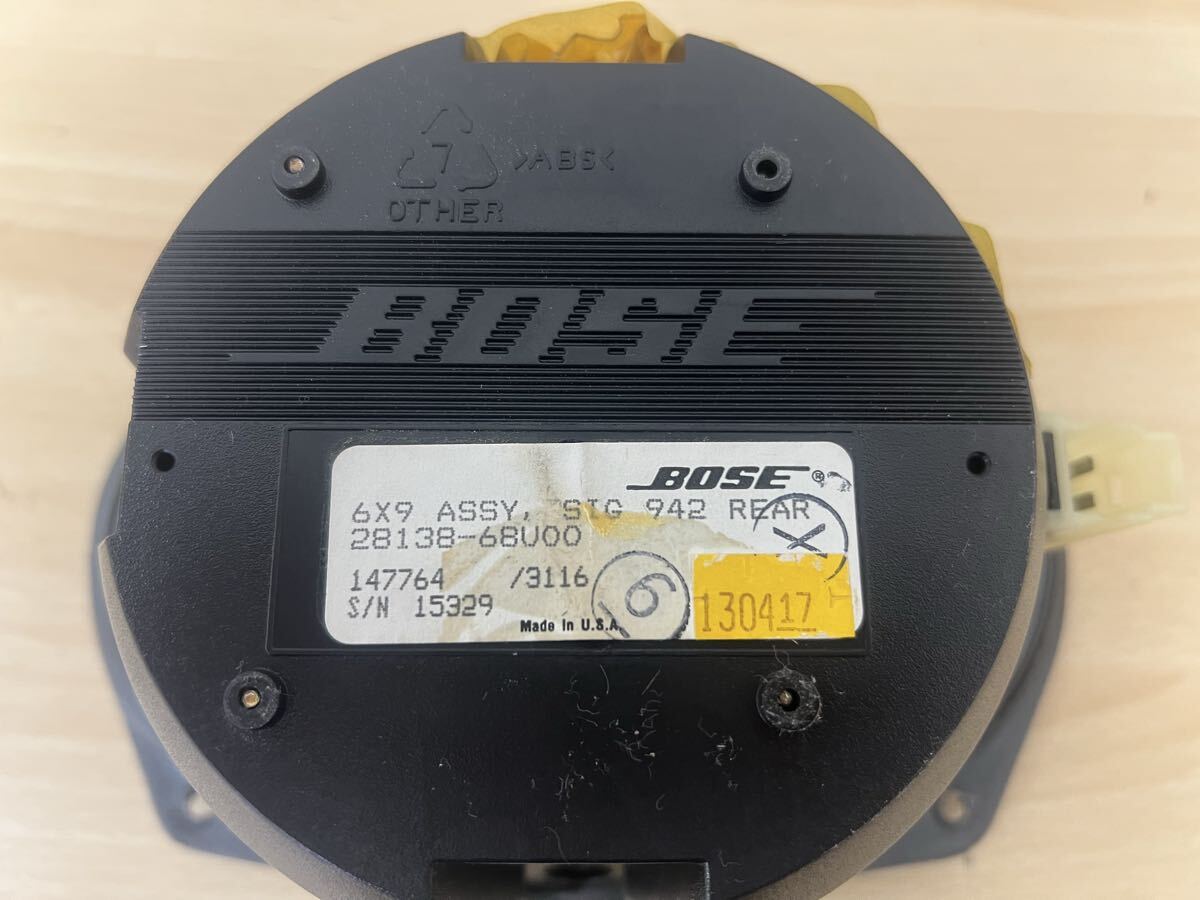 7
>ABS<
OTHER
BOSE
BOSE®
6X9 ASSY, SIG 942 REAR
28138-68U00
147764 /3116
S/N 15329
Made in U.S.A.
6
X
130417